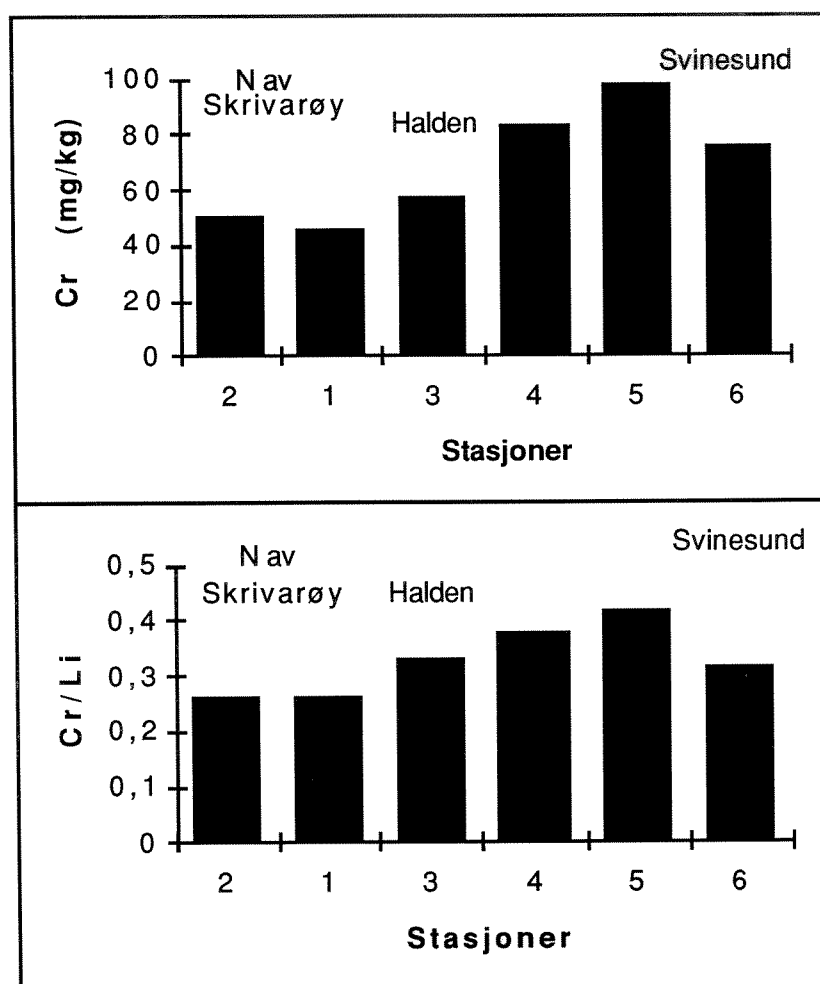 Svinesund
N av
Skrivarøy
Halden
Cr (mg/kg)
100
80
60
40
20
0
2 1 3 4 5 6
Stasjoner
Svinesund
N av
Skrivarøy
Halden
Cr/Li
0,5
0,4
0,3
0,2
0,1
0
2 1 3 4 5 6
Stasjoner